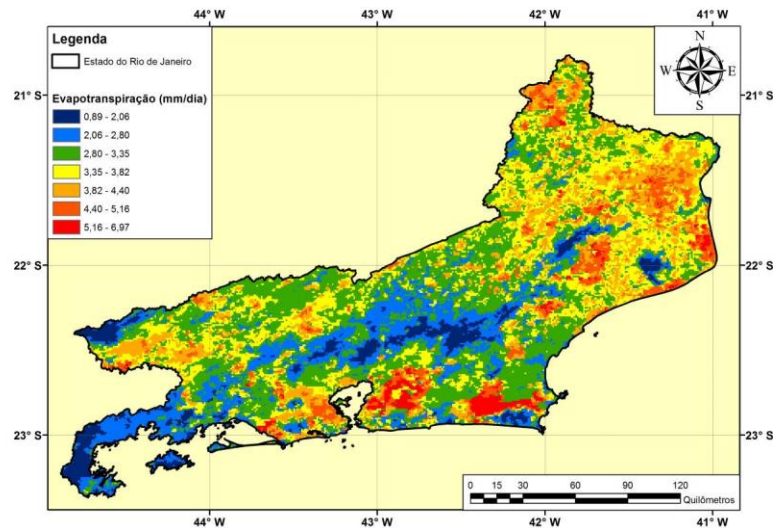 44° W
43° W
42° W
41° W
Legenda
Estado do Rio de Janeiro
Evapotranspiração (mm/dia)
0,89 - 2,06
2,06 - 2,80
2,80 - 3,35
3,35 - 3,82
3,82 - 4,40
4,40 - 5,16
5,16 - 6,97
N
W
E
S
21° S
21° S
22° S
22° S
23° S
23° S
0 15 30 60 90 120
Quilômetros
44° W
43° W
42° W
41° W